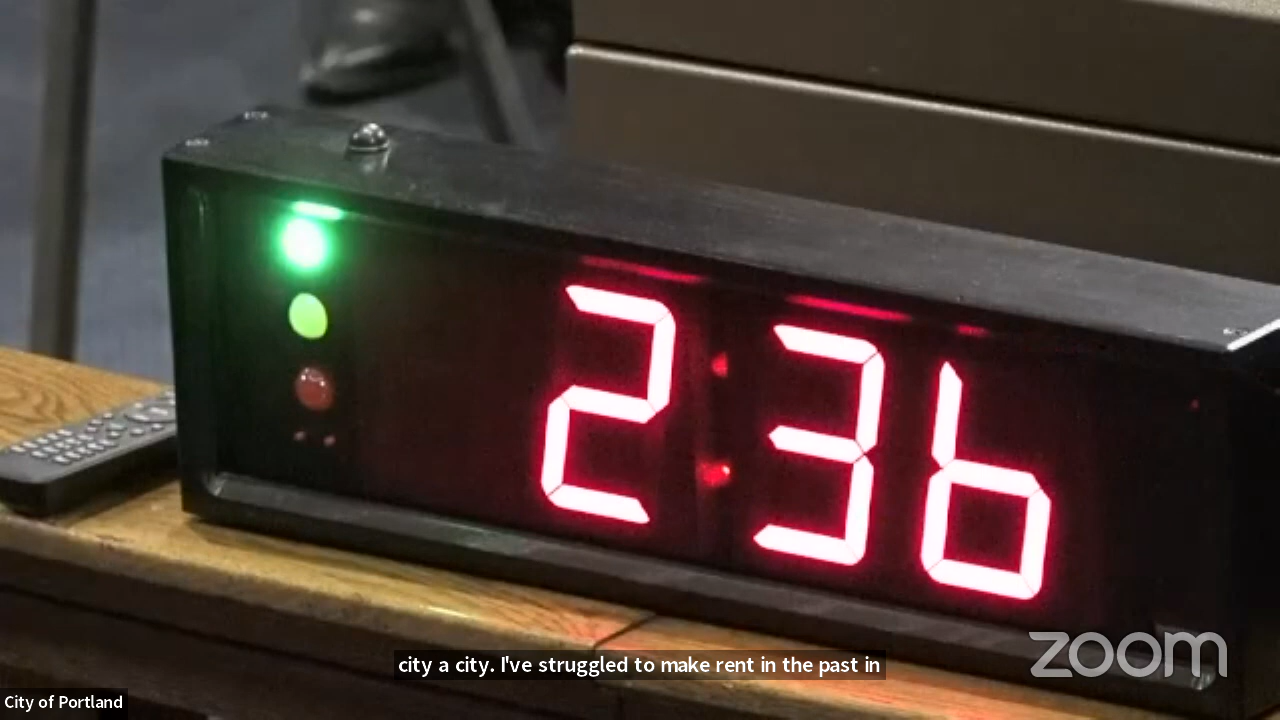 2:36
zoom
city a city. I've struggled to make rent in the past in
City of Portland